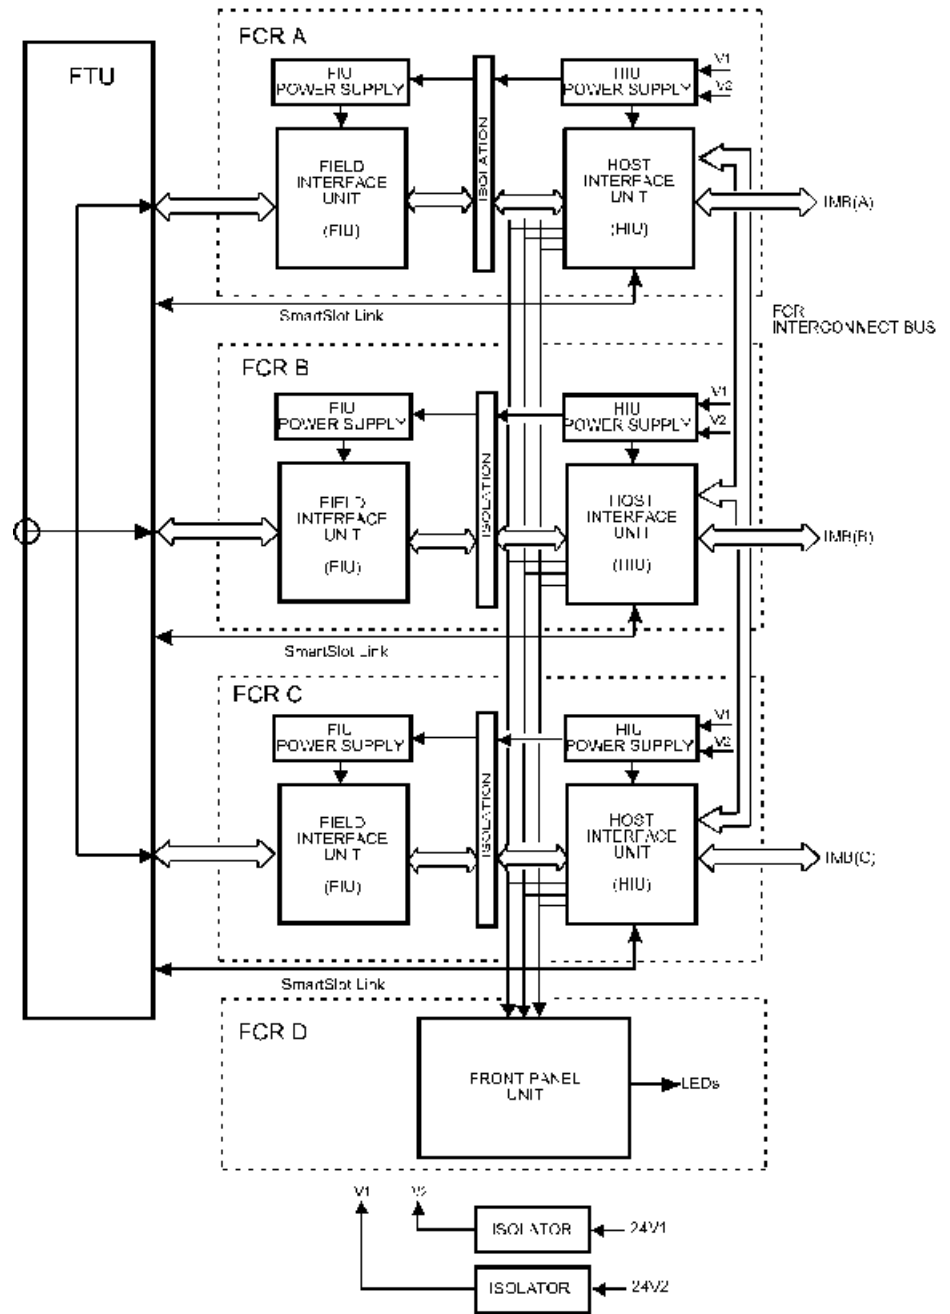 FTU
FCR A
FIU
POWER SUPPLY
HIU
POWER SUPPLY
V1
V2
FIELD
INTERFACE
UNIT
(FIU)
ISOLATION
HOST
INTERFACE
UNIT
(HIU)
IMB(A)
SmartSlot Link
FCR
INTERCONNECT BUS
FCR B
FIU
POWER SUPPLY
HIU
POWER SUPPLY
V1
V2
FIELD
INTERFACE
UNIT
(FIU)
ISOLATION
HOST
INTERFACE
UNIT
(HIU)
IMB(B)
SmartSlot Link
FCR C
FIU
POWER SUPPLY
HIU
POWER SUPPLY
V1
V2
FIELD
INTERFACE
UNIT
(FIU)
ISOLATION
HOST
INTERFACE
UNIT
(HIU)
IMB(C)
SmartSlot Link
FCR D
FRONT PANEL
UNIT
LEDs
V1
V2
ISOLATOR
24V1
ISOLATOR
24V2